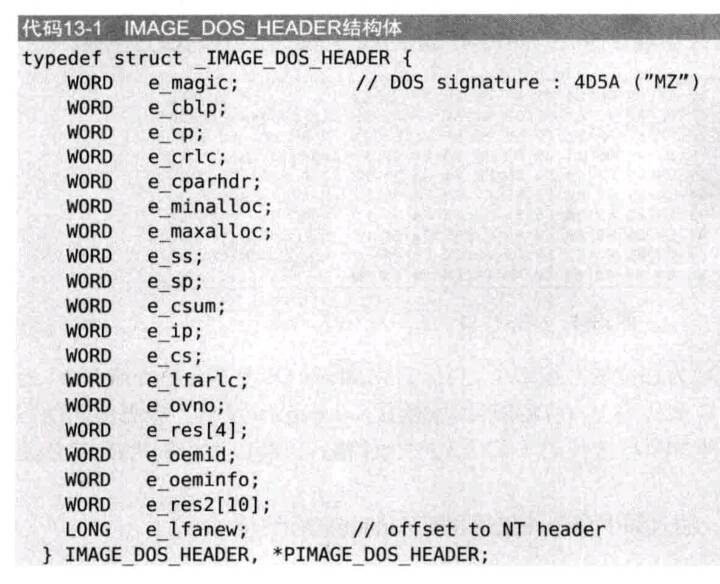 代码13-1 IMAGE_DOS_HEADER结构体
typedef struct _IMAGE_DOS_HEADER {
WORD e_magic; // DOS signature : 4D5A (”MZ”)
WORD e_cblp;
WORD e_cp;
WORD e_crlc;
WORD e_cparhdr;
WORD e_minalloc;
WORD e_maxalloc;
WORD e_ss;
WORD e_sp;
WORD e_csum;
WORD e_ip;
WORD e_cs;
WORD e_lfarlc;
WORD e_ovno;
WORD e_res[4];
WORD e_oemid;
WORD e_oeminfo;
WORD e_res2[10];
LONG e_lfanew; // offset to NT header
} IMAGE_DOS_HEADER, *PIMAGE_DOS_HEADER;